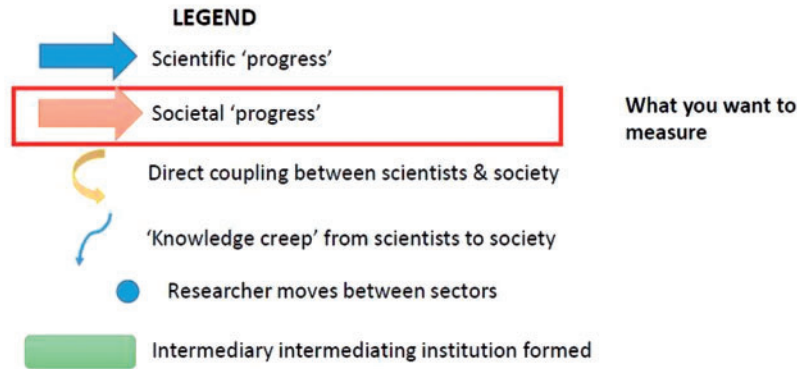 LEGEND
Scientific ‘progress’
Societal ‘progress’
What you want to
measure
Direct coupling between scientists & society
‘Knowledge creep’ from scientists to society
Researcher moves between sectors
Intermediary intermediating institution formed